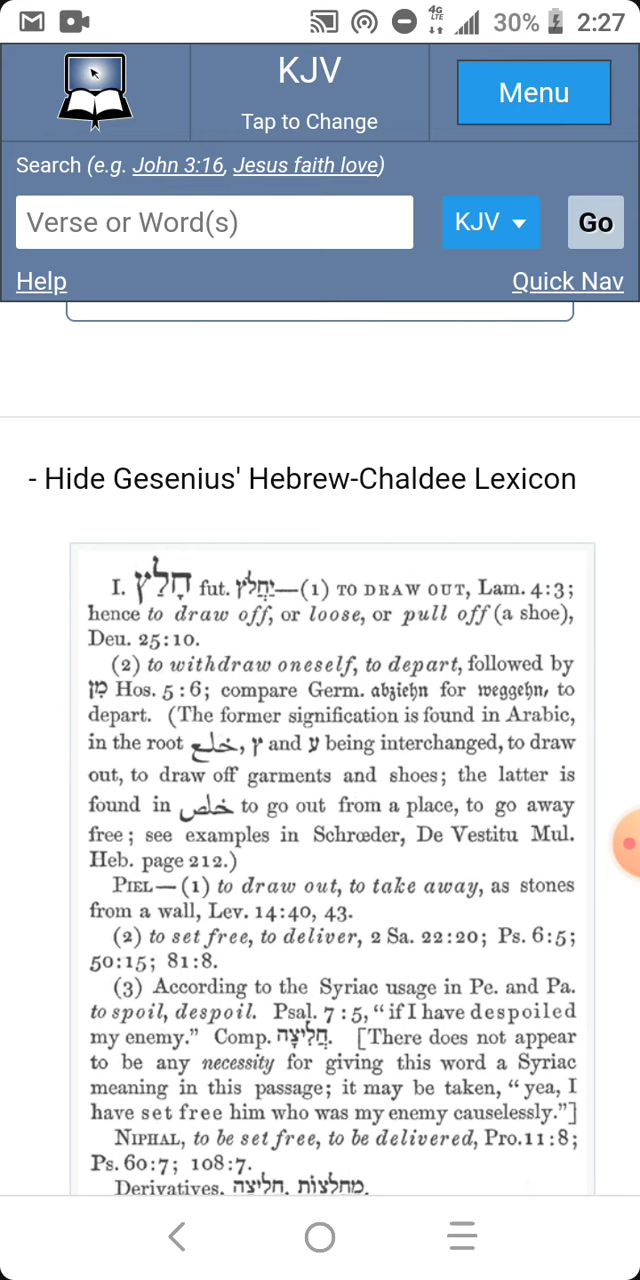 4G
LTE
30%
2:27
KJV
Tap to Change
Menu
Search (e.g. John 3:16, Jesus faith love)
Verse or Word(s)
KJV
Go
Help
Quick Nav
- Hide Gesenius' Hebrew-Chaldee Lexicon
I. חָלַץ fut. יַחֲלֹץ—(1) TO DRAW OUT, Lam. 4:3;
hence to draw off, or loose, or pull off (a shoe),
Deu. 25:10.
(2) to withdraw oneself, to depart, followed by
מִן Hos. 5:6; compare Germ. abziehn for weggehn, to
depart. (The former signification is found in Arabic,
in the root خلع, ץ and ע being interchanged, to draw
out, to draw off garments and shoes; the latter is
found in خلص to go out from a place, to go away
free; see examples in Schrœder, De Vestitu Mul.
Heb. page 212.)
PIEL—(1) to draw out, to take away, as stones
from a wall, Lev. 14:40, 43.
(2) to set free, to deliver, 2 Sa. 22:20; Ps. 6:5;
50:15; 81:8.
(3) According to the Syriac usage in Pe. and Pa.
to spoil, despoil. Psal. 7:5, “if I have despoiled
my enemy.” Comp. חֲלִיצָה. [There does not appear
to be any necessity for giving this word a Syriac
meaning in this passage; it may be taken, “yea, I
have set free him who was my enemy causelessly.”]
NIPHAL, to be set free, to be delivered, Pro. 11:8;
Ps. 60:7; 108:7.
Derivatives, חליצה, מחלצות.